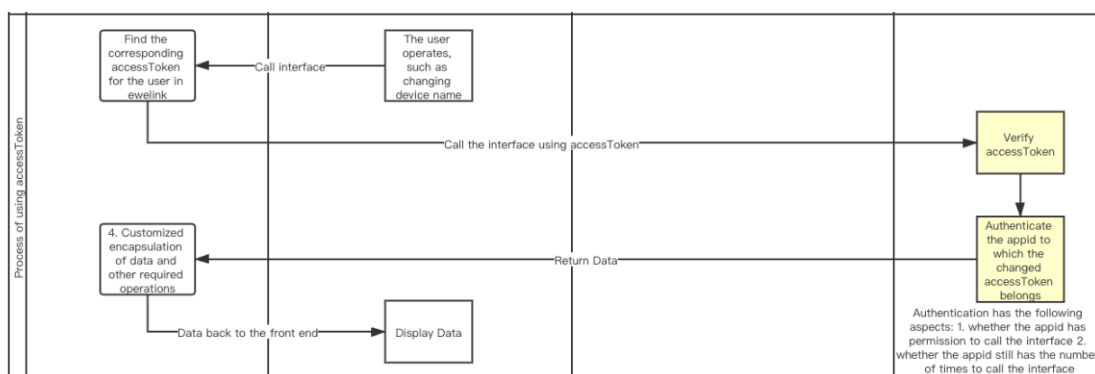 Process of using accessToken
Find the
corresponding
accessToken
for the user in
ewelink
Call interface
The user
operates,
such as
changing
device name
Call the interface using accessToken
Verify
accessToken
Authenticate
the appid to
which the
changed
accessToken
belongs
Return Data
4. Customized
encapsulation
of data and
other required
operations
Data back to the front end
Display Data
Authentication has the following
aspects: 1. whether the appid has
permission to call the interface 2.
whether the appid still has the number
of times to call the interface